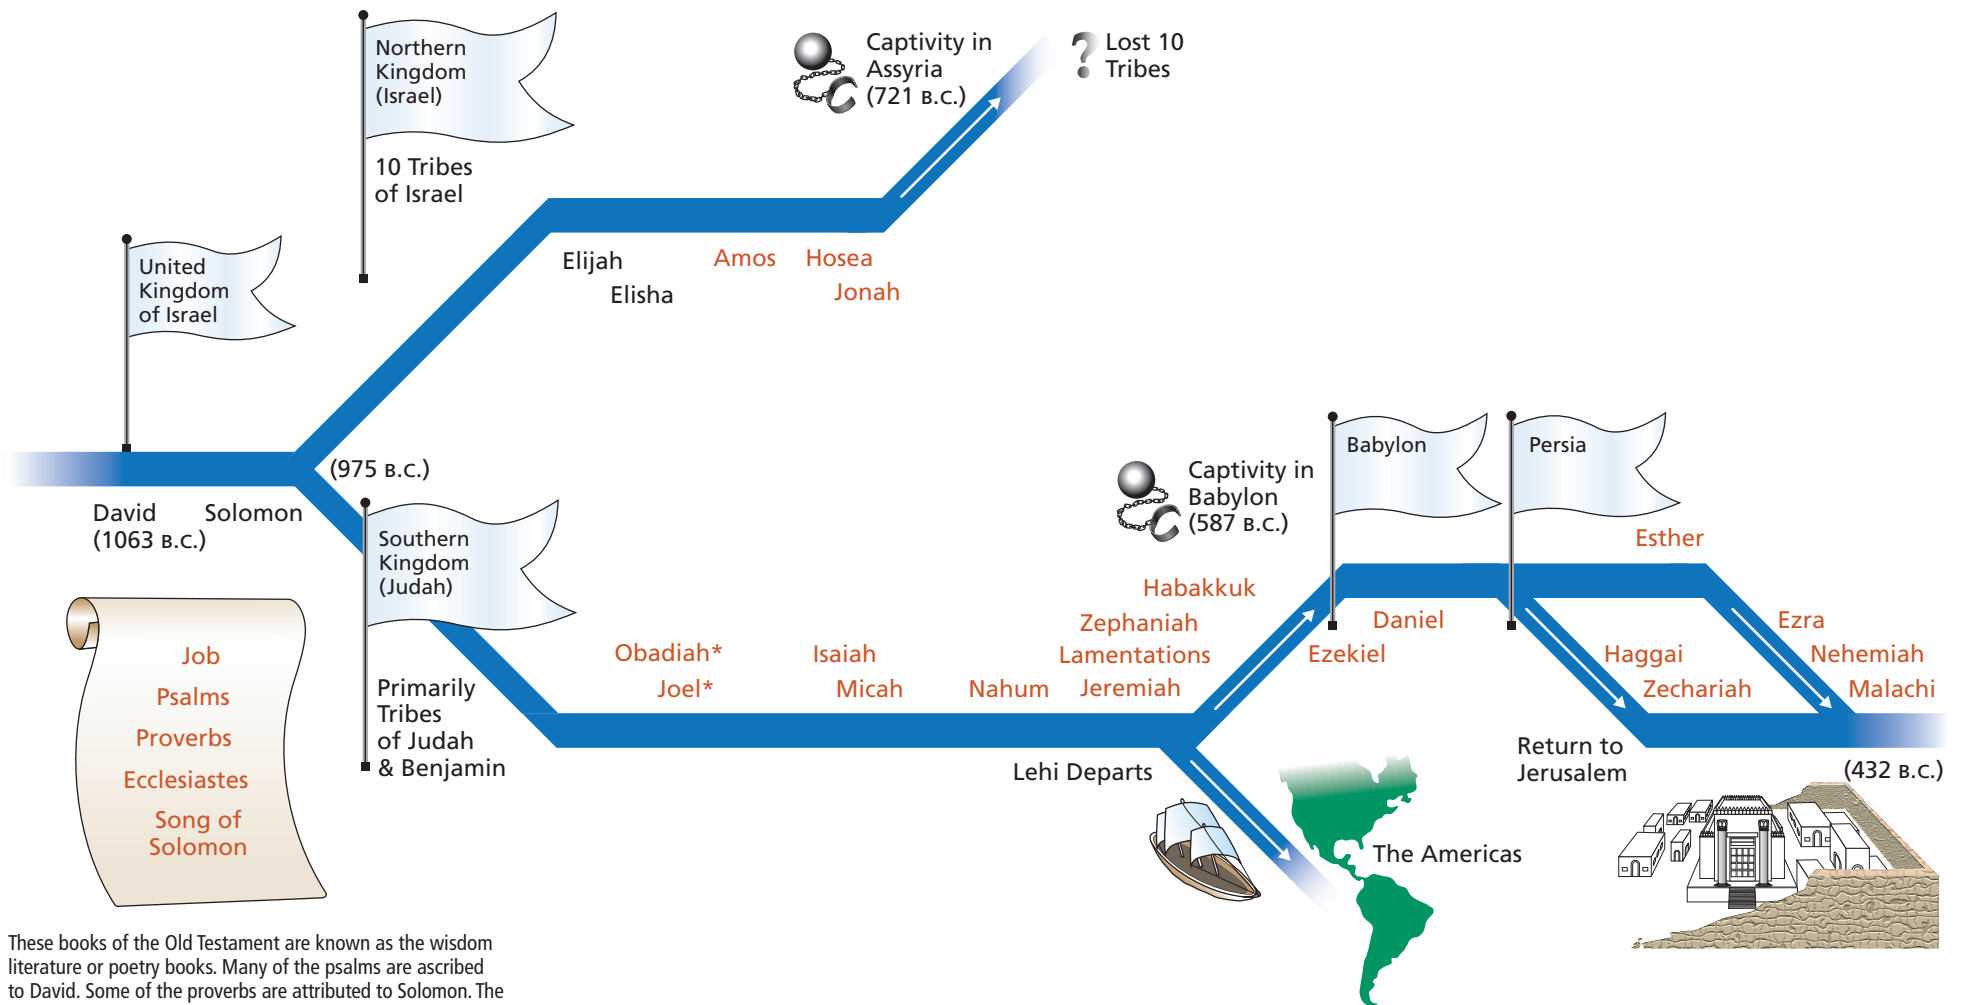 Northern
Kingdom
(Israel)
10 Tribes
of Israel
Captivity in
Assyria
(721 B.C.)
? Lost 10
Tribes
United
Kingdom
of Israel
Elijah
Elisha
Amos
Hosea
Jonah
(975 B.C.)
David
(1063 B.C.)
Solomon
Southern
Kingdom
(Judah)
Primarily
Tribes
of Judah
& Benjamin
Job
Psalms
Proverbs
Ecclesiastes
Song of
Solomon
Obadiah*
Joel*
Isaiah
Micah
Nahum
Habakkuk
Zephaniah
Lamentations
Jeremiah
Captivity in
Babylon
(587 B.C.)
Babylon
Persia
Esther
Daniel
Ezekiel
Haggai
Zechariah
Ezra
Nehemiah
Malachi
Lehi Departs
The Americas
Return to
Jerusalem
(432 B.C.)
These books of the Old Testament are known as the wisdom
literature or poetry books. Many of the psalms are ascribed
to David. Some of the proverbs are attributed to Solomon. The